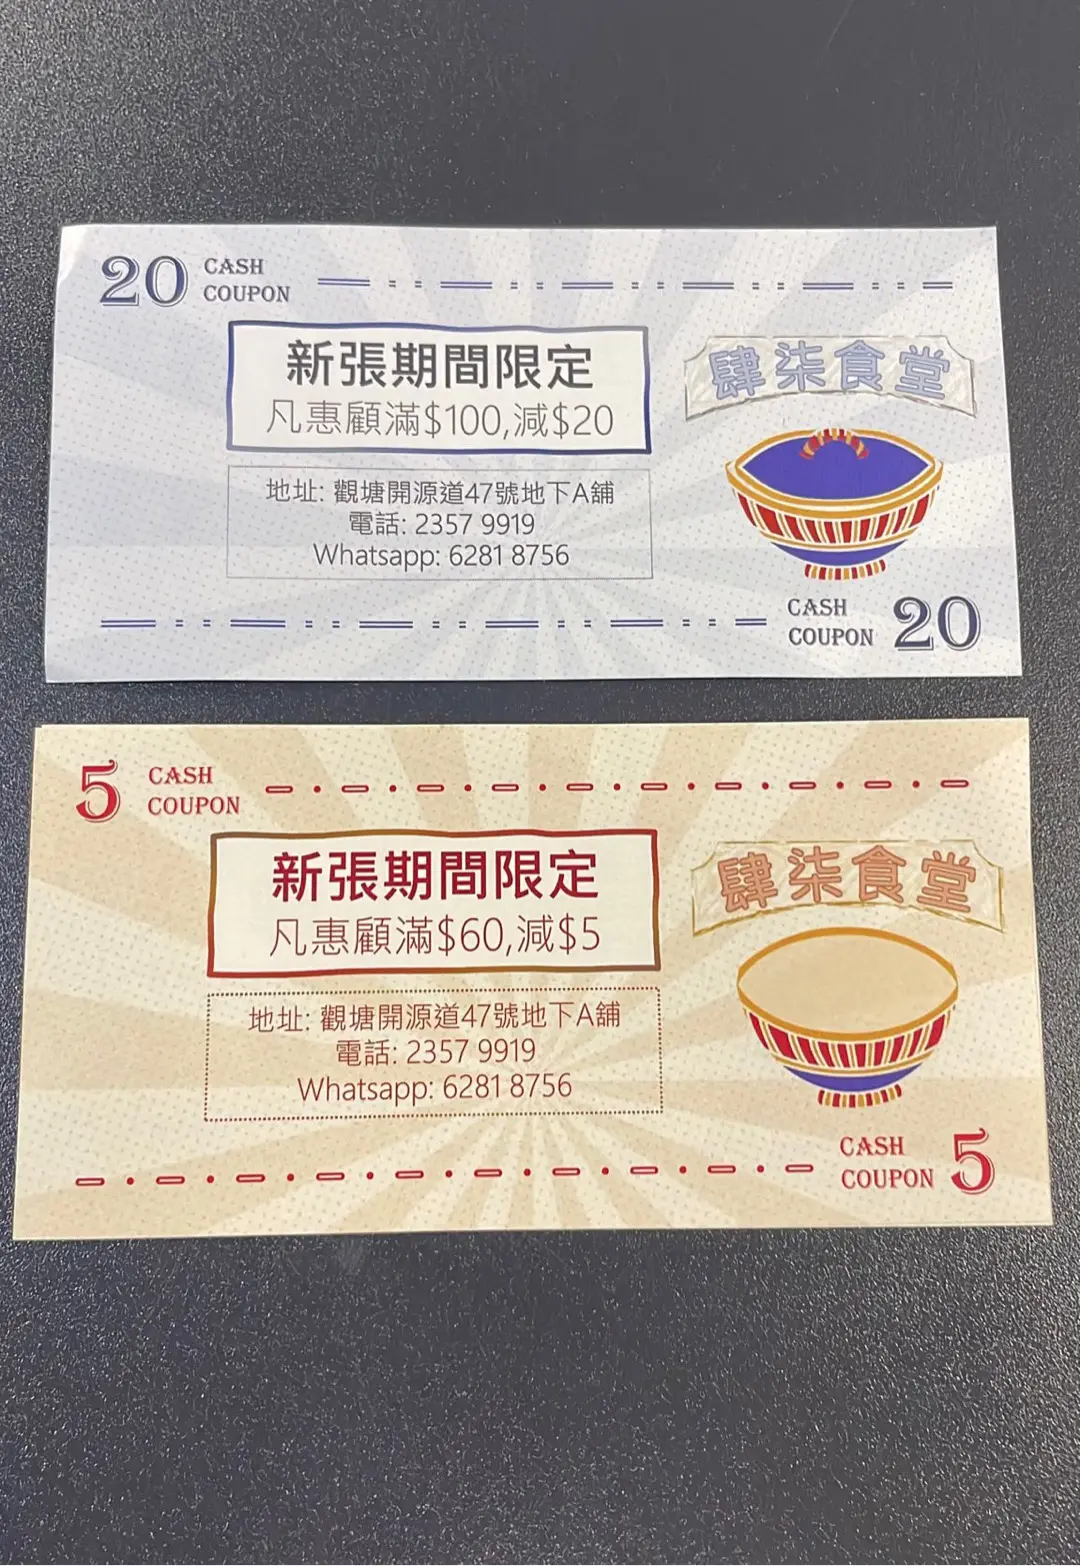 20 CASH
COUPON
新張期間限定
凡惠顧滿$100,減$20
肆柒食堂
地址: 觀塘開源道47號地下A舖
電話: 2357 9919
Whatsapp: 6281 8756
CASH
COUPON 20
5 CASH
COUPON
新張期間限定
凡惠顧滿$60,減$5
肆柒食堂
地址: 觀塘開源道47號地下A舖
電話: 2357 9919
Whatsapp: 6281 8756
CASH
COUPON 5